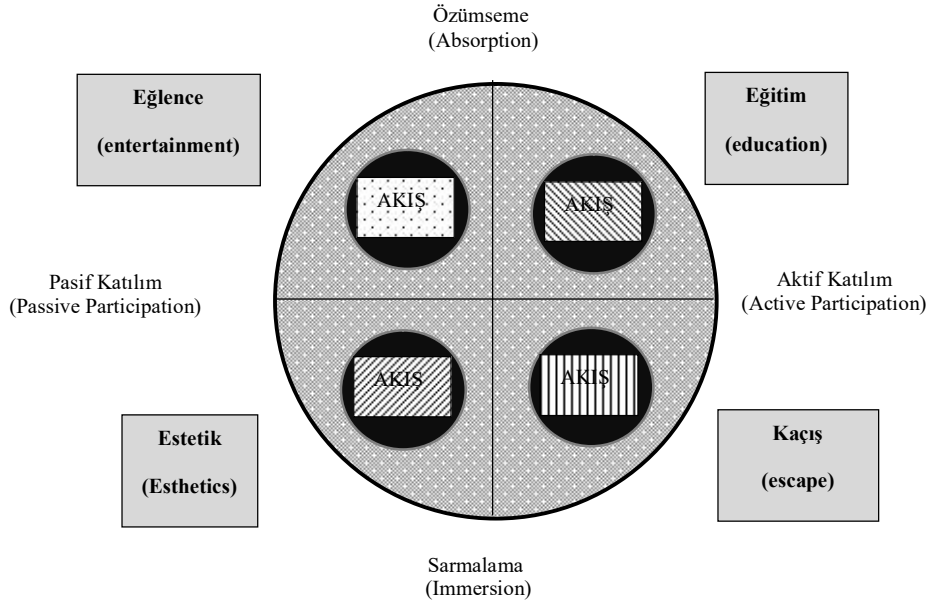 Özümseme
(Absorption)
Eğlence
(entertainment)
Eğitim
(education)
AKIŞ
AKIŞ
Pasif Katılım
(Passive Participation)
Aktif Katılım
(Active Participation)
AKIŞ
AKIŞ
Estetik
(Esthetics)
Kaçış
(escape)
Sarmalama
(Immersion)